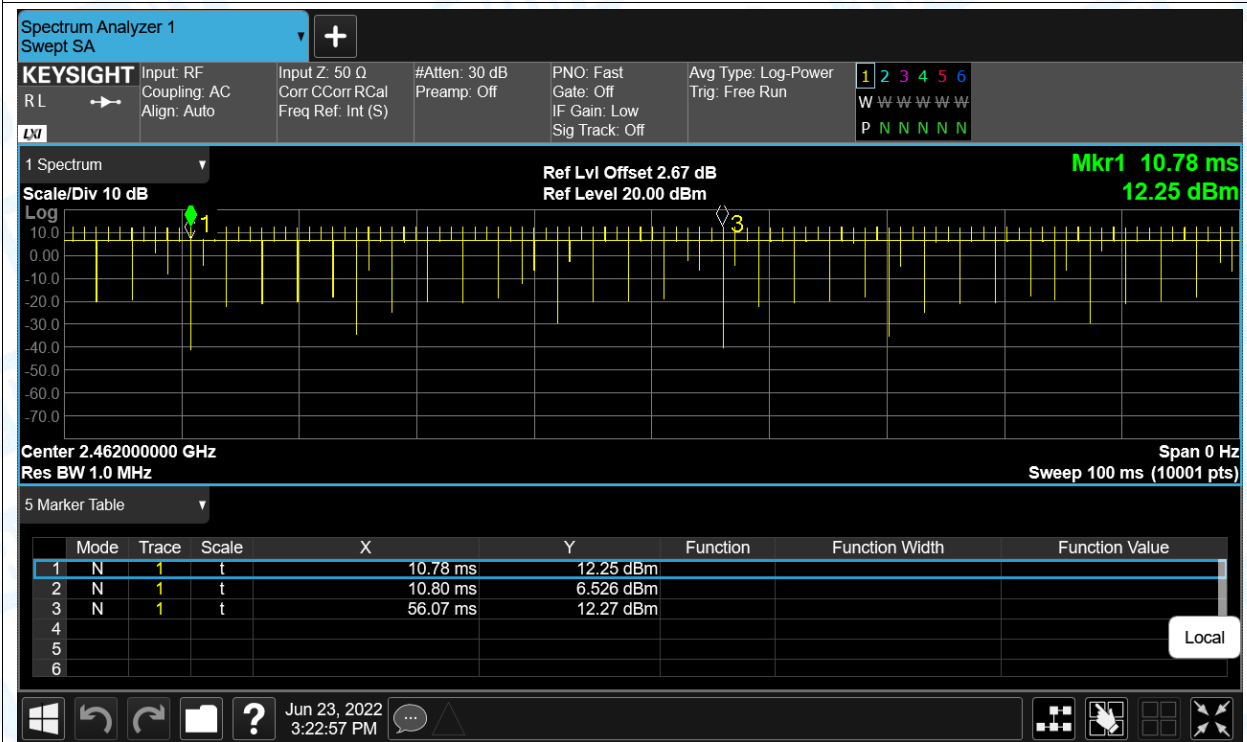 Spectrum Analyzer 1
Swept SA
KEYSIGHT
R L
LXI
Input: RF
Coupling: AC
Align: Auto
Input Z: 50 Ω
Corr CCorr RCal
Freq Ref: Int (S)
#Atten: 30 dB
Preamp: Off
PNO: Fast
Gate: Off
IF Gain: Low
Sig Track: Off
Avg Type: Log-Power
Trig: Free Run
1 2 3 4 5 6
W W W W W W
P N N N N N
1 Spectrum
Scale/Div 10 dB
Log
Ref Lvl Offset 2.67 dB
Ref Level 20.00 dBm
Mkr1 10.78 ms
12.25 dBm
1
3
10.0
0.00
-10.0
-20.0
-30.0
-40.0
-50.0
-60.0
-70.0
Center 2.462000000 GHz
Span 0 Hz
Res BW 1.0 MHz
Sweep 100 ms (10001 pts)
5 Marker Table
Mode Trace Scale X Y Function Function Width Function Value
1 N 1 t 10.78 ms 12.25 dBm
2 N 1 t 10.80 ms 6.526 dBm
3 N 1 t 56.07 ms 12.27 dBm
4
5
6
Local
?
Jun 23, 2022
3:22:57 PM